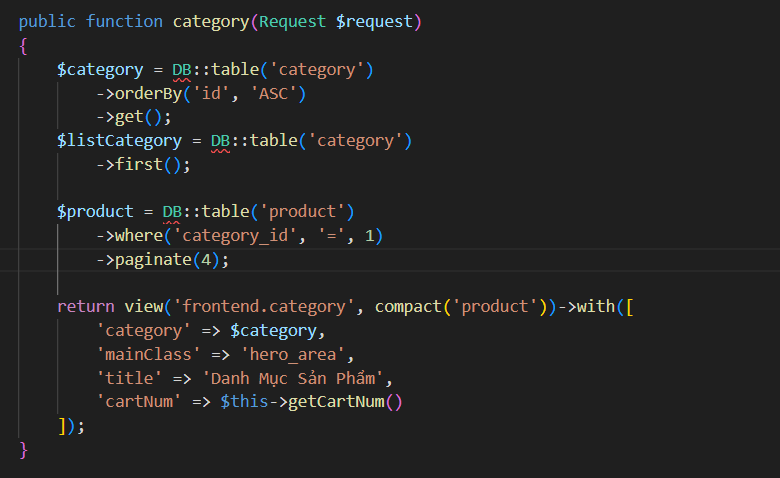 public function category(Request $request)
{
    $category = DB::table('category')
        ->orderBy('id', 'ASC')
        ->get();
    $listCategory = DB::table('category')
        ->first();

    $product = DB::table('product')
        ->where('category_id', '=', 1)
        ->paginate(4);

    return view('frontend.category', compact('product'))->with([
        'category' => $category,
        'mainClass' => 'hero_area',
        'title' => 'Danh Mục Sản Phẩm',
        'cartNum' => $this->getCartNum()
    ]);
}